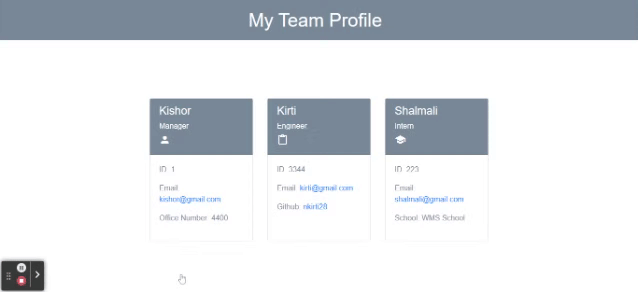 My Team Profile
Kishor
Manager
ID: 1
Email:
kishor@gmail.com
Office Number: 4400
Kirti
Engineer
ID: 3344
Email: kirti@gmail.com
Github: nkirti28
Shalmali
Intern
ID: 223
Email:
shalmali@gmail.com
School: WMS School